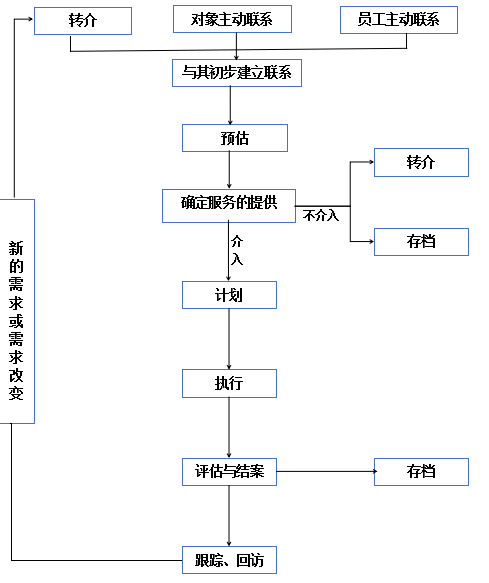 转介
对象主动联系
员工主动联系
与其初步建立联系
预估
转介
确定服务的提供
不介入
介
入
存档
新的需求或需求改变
计划
执行
评估与结案
存档
跟踪、回访